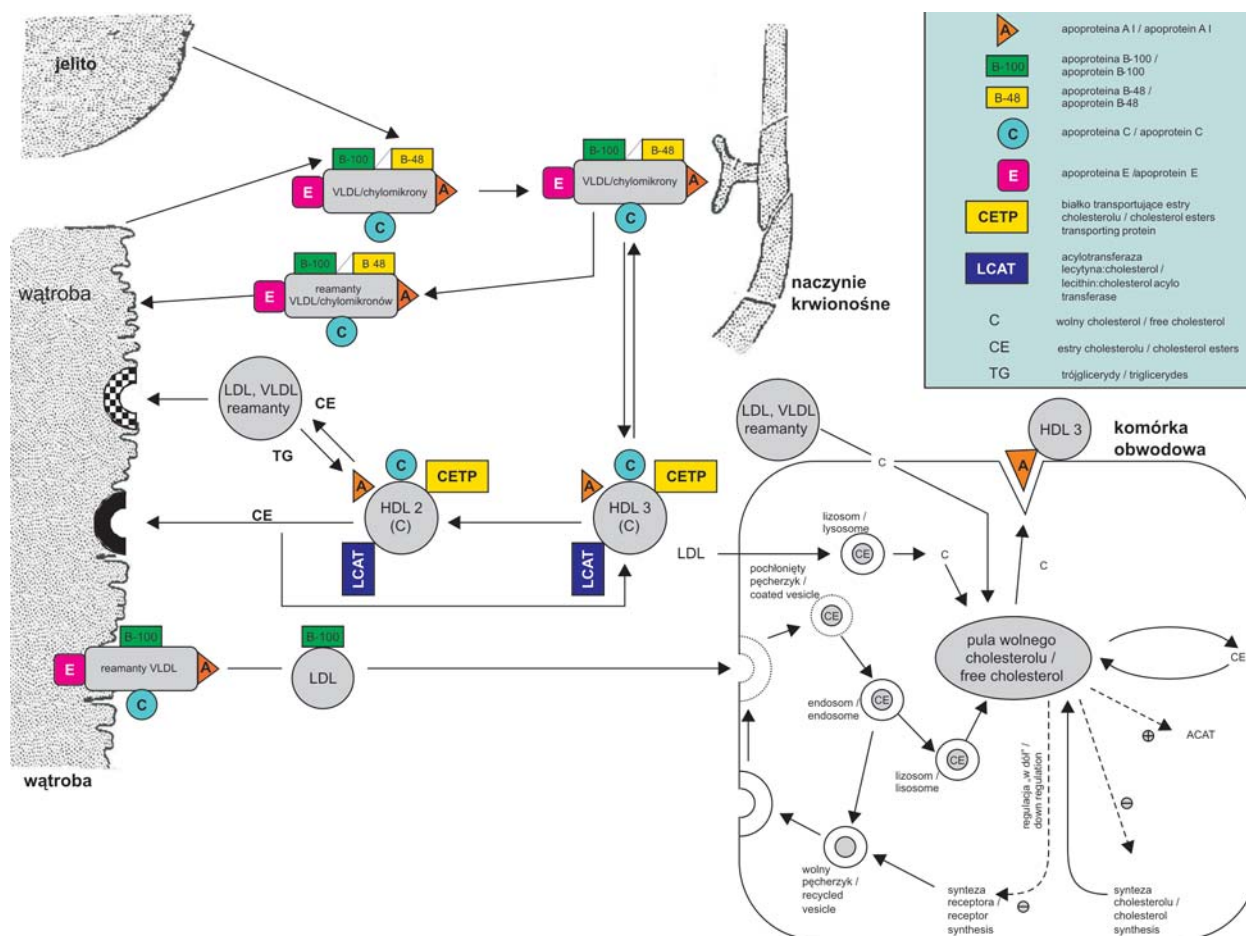 jelito
B-100
B-48
E
VLDL/chylomikrony
A
C
B-100
B-48
E
VLDL/chylomikrony
A
C
B-100
B 48
E
reamanty
VLDL/chylomikronów
A
C
wątroba
naczynie
krwionośne
A
apoproteina A I / apoprotein A I
B-100
apoproteina B-100 /
apoprotein B-100
B-48
apoproteina B-48 /
apoprotein B-48
C
apoproteina C / apoprotein C
E
apoproteina E /apoprotein E
CETP
białko transportujące estry
cholesterolu / cholesterol esters
transporting protein
LCAT
acylotransferaza
lecytyna:cholesterol /
lecithin:cholesterol acylo
transferase
C
wolny cholesterol / free cholesterol
CE
estry cholesterolu / cholesterol esters
TG
trójglicerydy / triglicerydes
LDL, VLDL
reamanty
CE
TG
C
A
CETP
HDL 2
(C)
LCAT
CE
C
A
CETP
HDL 3
(C)
LCAT
B-100
E
reamanty VLDL
A
C
B-100
LDL
wątroba
LDL, VLDL
reamanty
C
HDL 3
A
komórka
obwodowa
LDL
lizosom /
lysosome
CE
C
C
pochłonięty
pęcherzyk /
coated vesicle
CE
pula wolnego
cholesterolu /
free cholesterol
CE
endosom /
endosome
CE
lizosom /
lisosome
CE
ACAT
regulacja „w dół” /
down regulation
wolny
pęcherzyk /
recycled
vesicle
synteza
receptora /
receptor
synthesis
synteza
cholesterolu /
cholesterol
synthesis